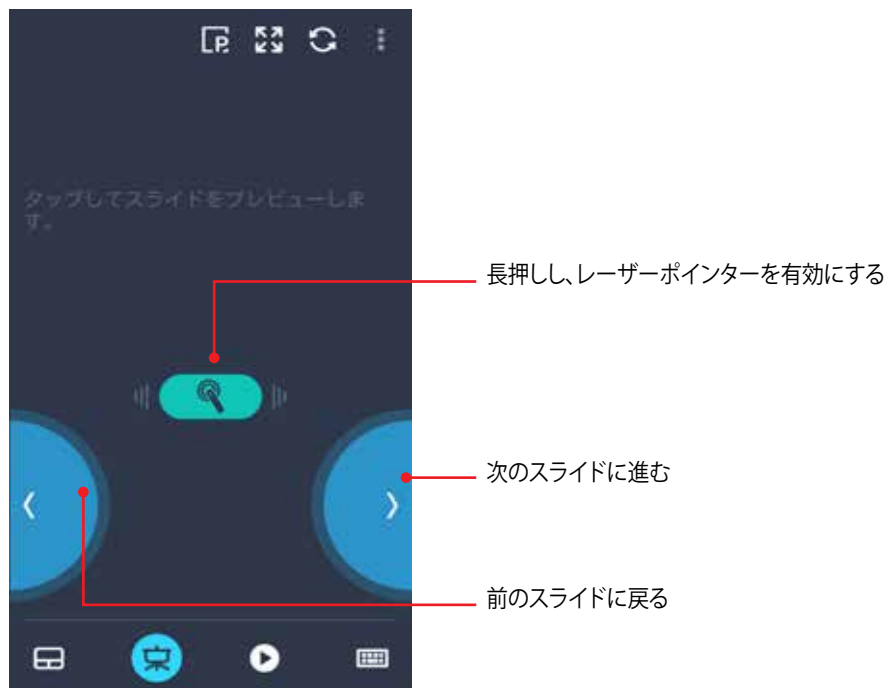 P
タップしてスライドをプレビューしま
す。
長押しし、レーザーポインターを有効にする
次のスライドに進む
前のスライドに戻る